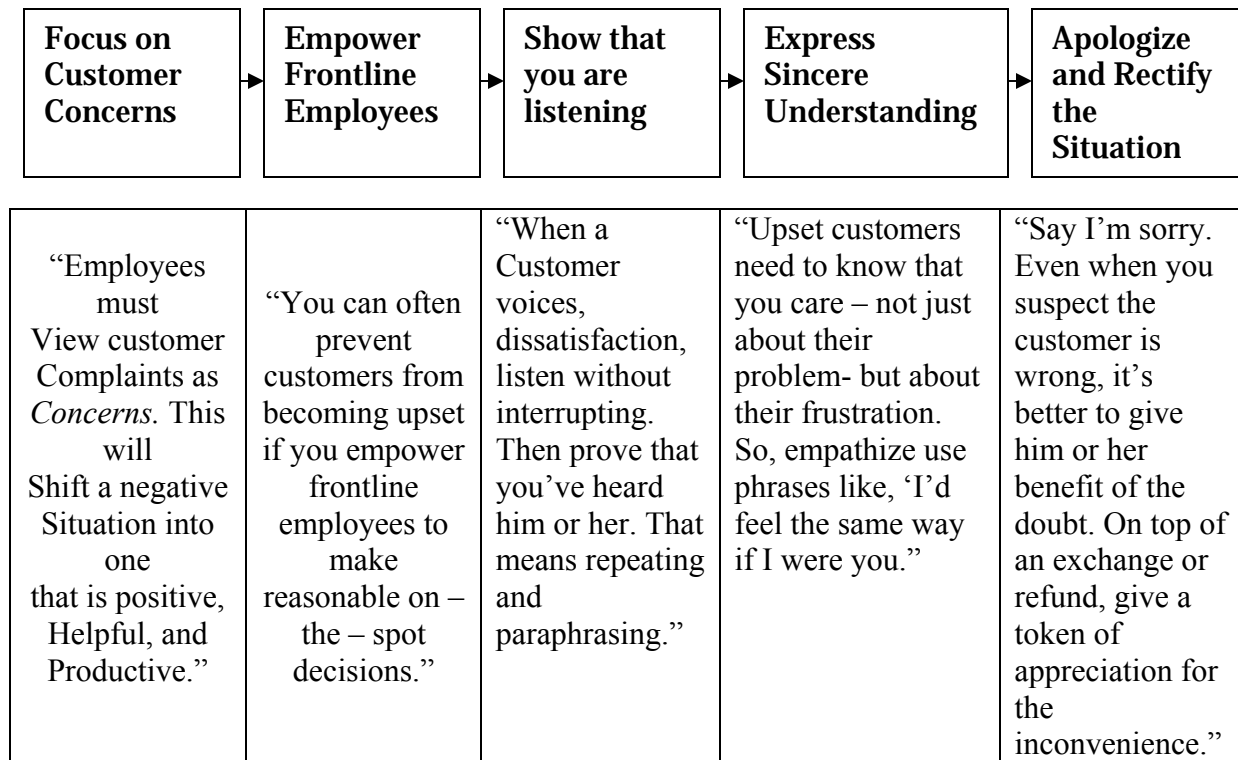 Focus on
Customer
Concerns
Empower
Frontline
Employees
Show that
you are
listening
Express
Sincere
Understanding
Apologize
and Rectify
the
Situation
“Employees
must
View customer
Complaints as
Concerns. This
will
Shift a negative
Situation into
one
that is positive,
Helpful, and
Productive.”
“You can often
prevent
customers from
becoming upset
if you empower
frontline
employees to
make
reasonable on –
the – spot
decisions.”
“When a
Customer
voices,
dissatisfaction,
listen without
interrupting.
Then prove that
you’ve heard
him or her. That
means repeating
and
paraphrasing.”
“Upset customers
need to know that
you care – not just
about their
problem- but about
their frustration.
So, empathize use
phrases like, ‘I’d
feel the same way
if I were you.”
“Say I’m sorry.
Even when you
suspect the
customer is
wrong, it’s
better to give
him or her
benefit of the
doubt. On top of
an exchange or
refund, give a
token of
appreciation for
the
inconvenience.”